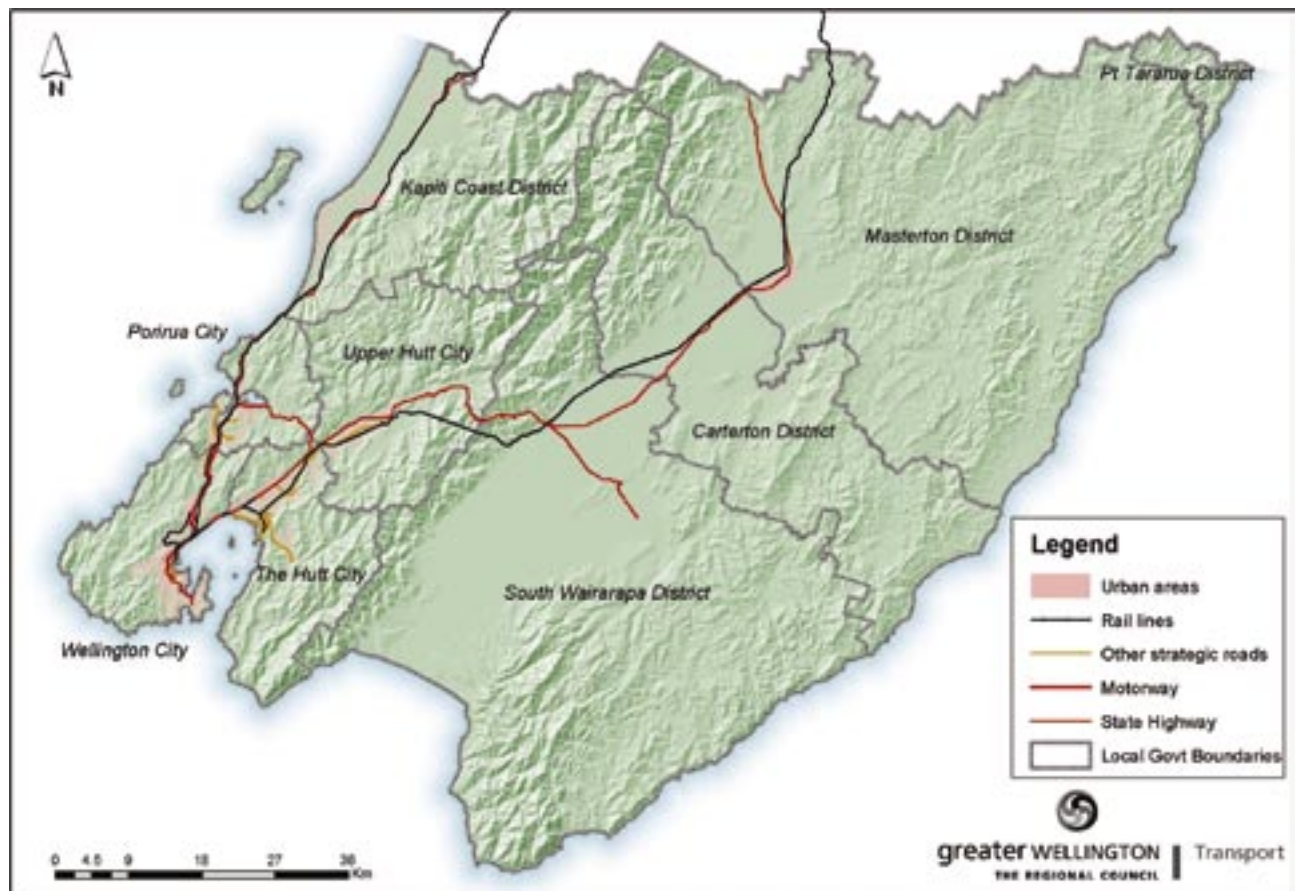 N
Pt Tararua District
Kapiti Coast District
Masterton District
Porirua City
Upper Hutt City
Carterton District
The Hutt City
South Wairarapa District
Wellington City
Legend
Urban areas
Rail lines
Other strategic roads
Motorway
State Highway
Local Govt Boundaries
0 4.5 9 18 27 36
Km
greater WELLINGTON
THE REGIONAL COUNCIL
Transport